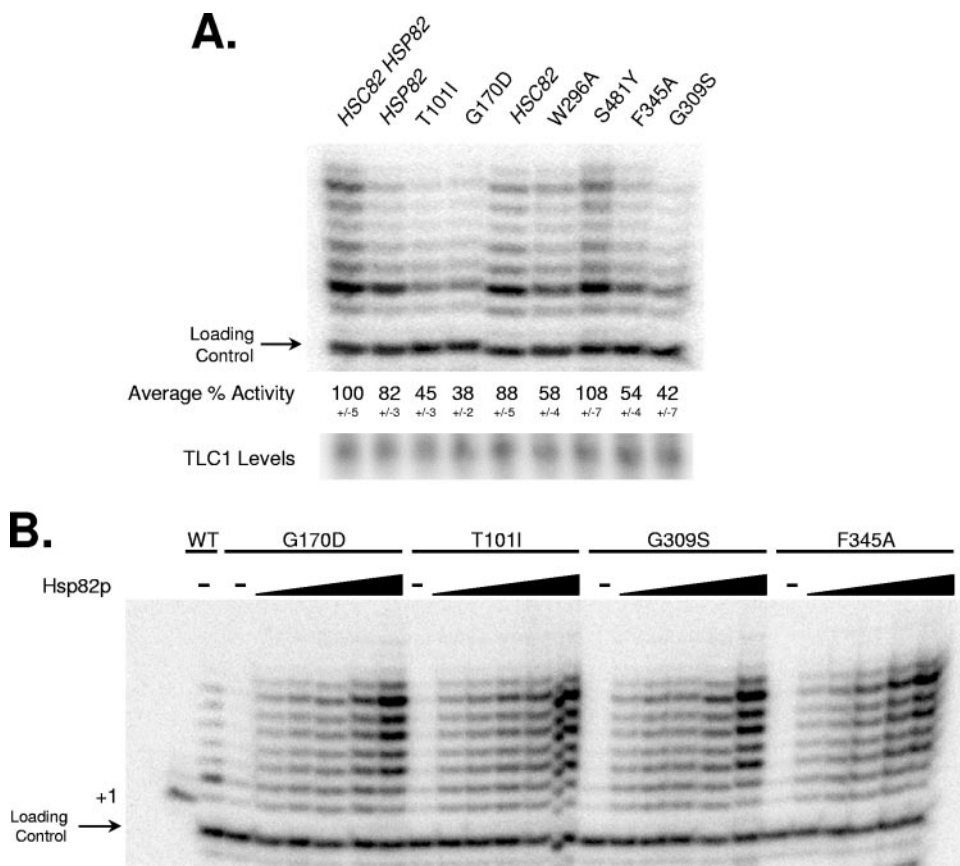 A.
HSC82 HSP82 HSP82 T101I G170D HSC82 W296A S481Y F345A G309S
Loading
Control
Average % Activity 100 82 45 38 88 58 108 54 42
+/-5 +/-3 +/-3 +/-2 +/-5 +/-4 +/-7 +/-4 +/-7
TLC1 Levels
B.
WT G170D T101I G309S F345A
Hsp82p - - - - -
+1
Loading
Control